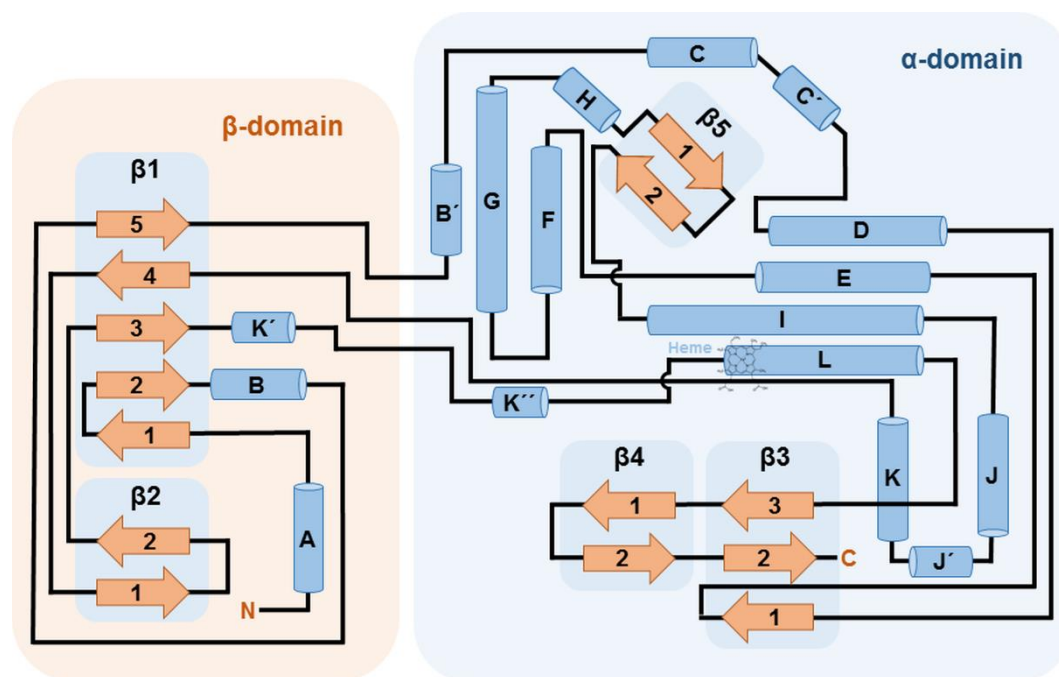 α-domain
β-domain
β1
5
4
3
2
1
K´
B
β2
2
1
A
N
B´
G
F
H
C
C´
β5
1
2
D
E
I
Heme
L
K´´
K
J
J´
β4
1
2
β3
3
2
C
1